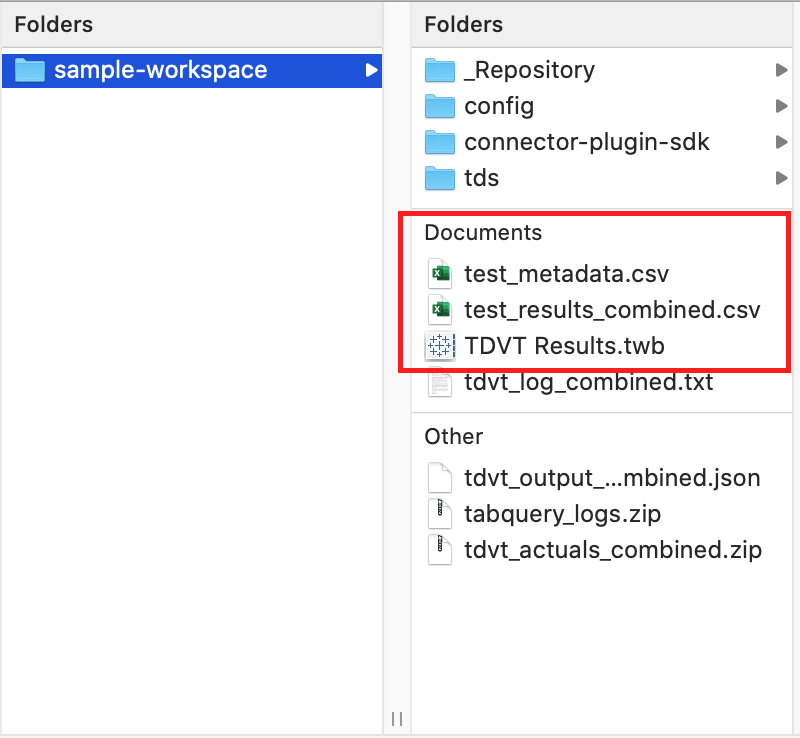 Folders
sample-workspace
Folders
_Repository
config
connector-plugin-sdk
tds
Documents
test_metadata.csv
test_results_combined.csv
TDVT Results.twb
tdvt_log_combined.txt
Other
tdvt_output_...mbined.json
tabquery_logs.zip
tdvt_actuals_combined.zip